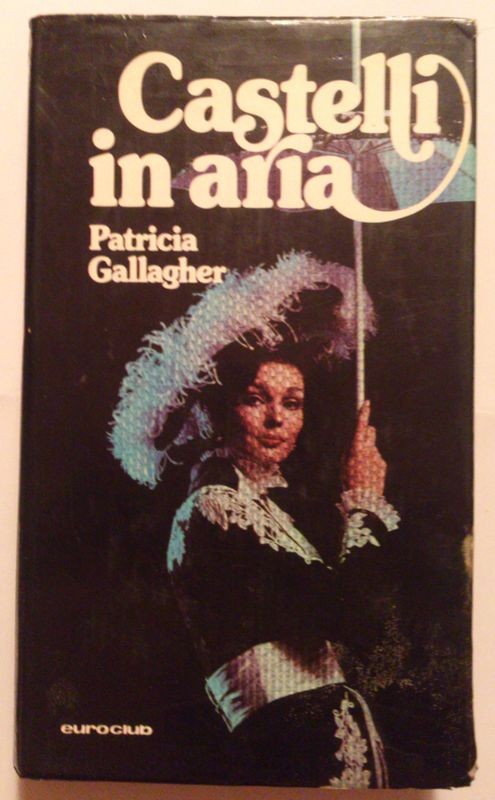 Castelli
in aria
Patricia
Gallagher
euroclub